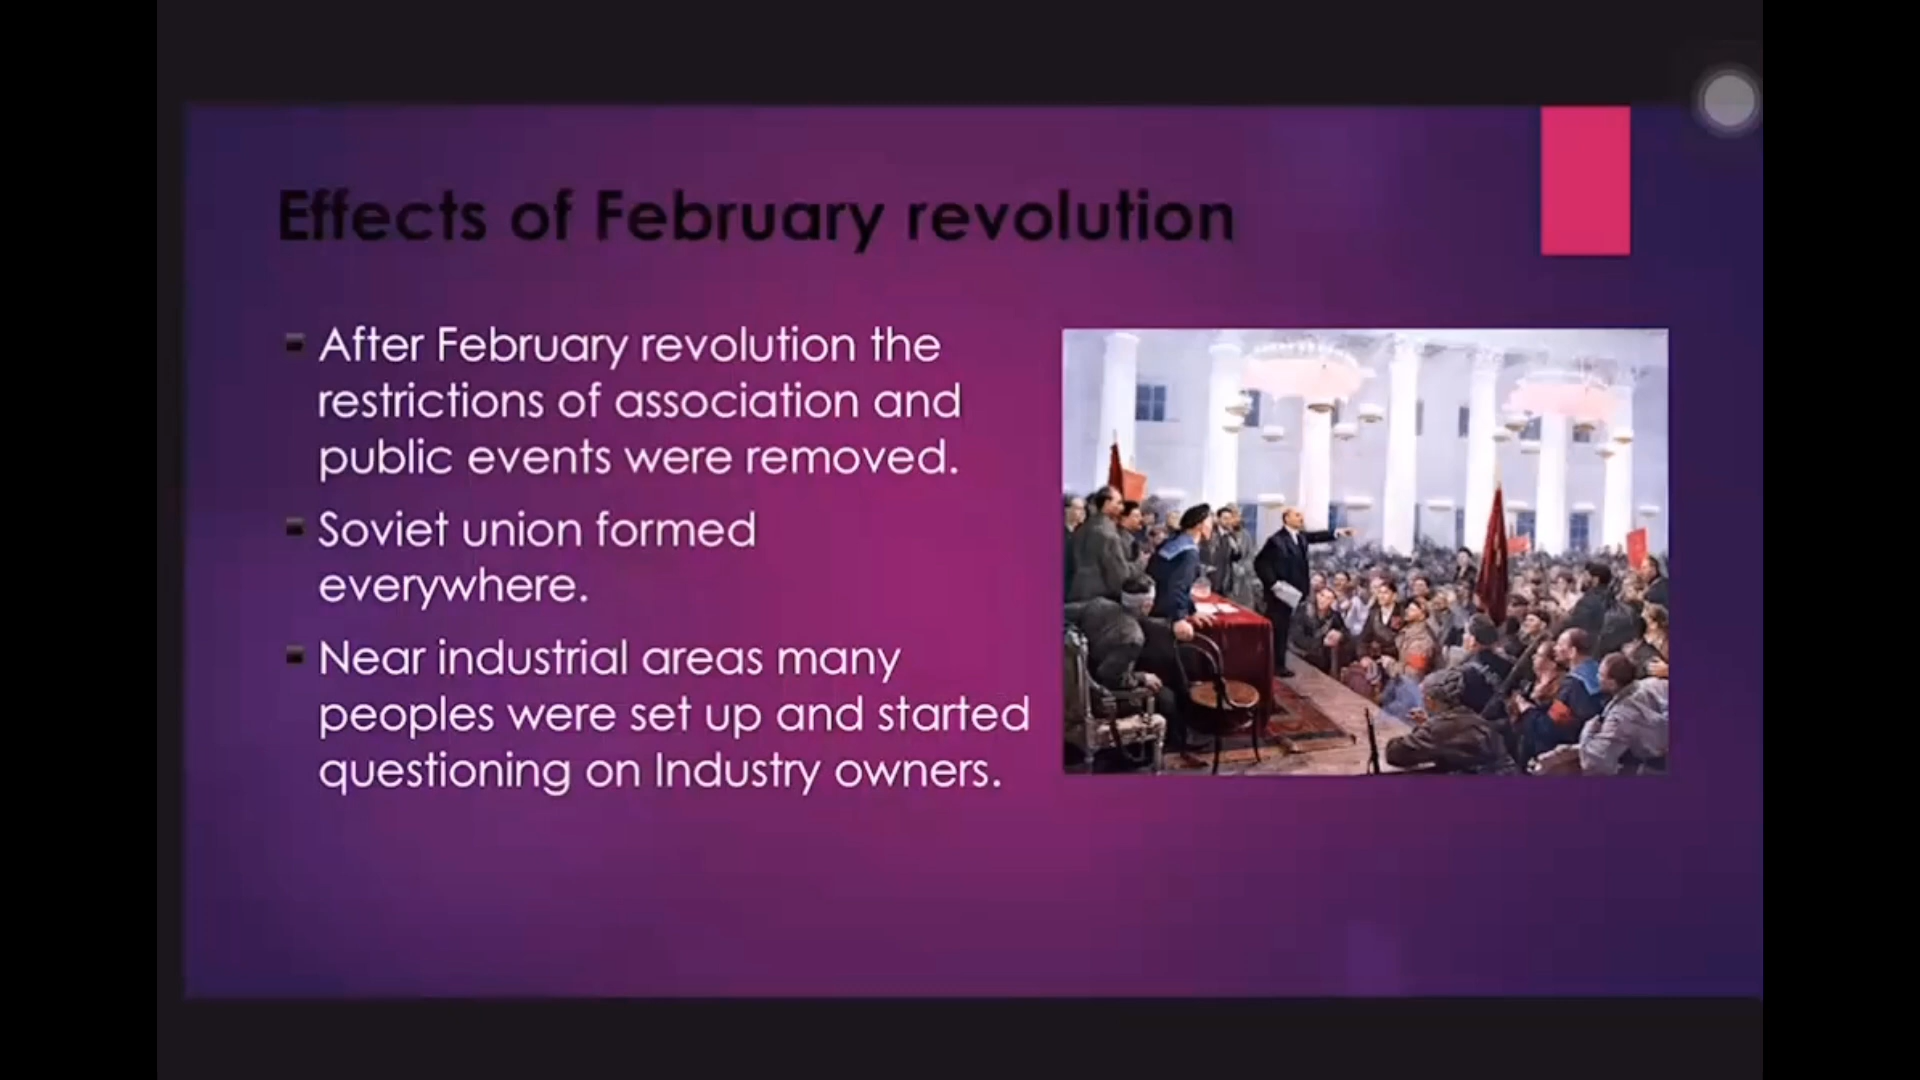 Effects of February revolution
After February revolution the
restrictions of association and
public events were removed.
Soviet union formed
everywhere.
Near industrial areas many
peoples were set up and started
questioning on Industry owners.